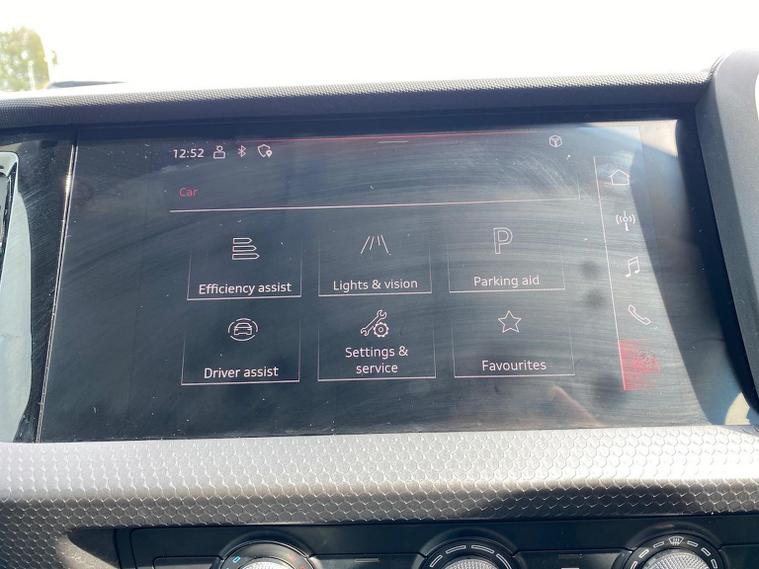 12:52
Car
Efficiency assist
Lights & vision
P
Parking aid
Driver assist
Settings &
service
Favourites